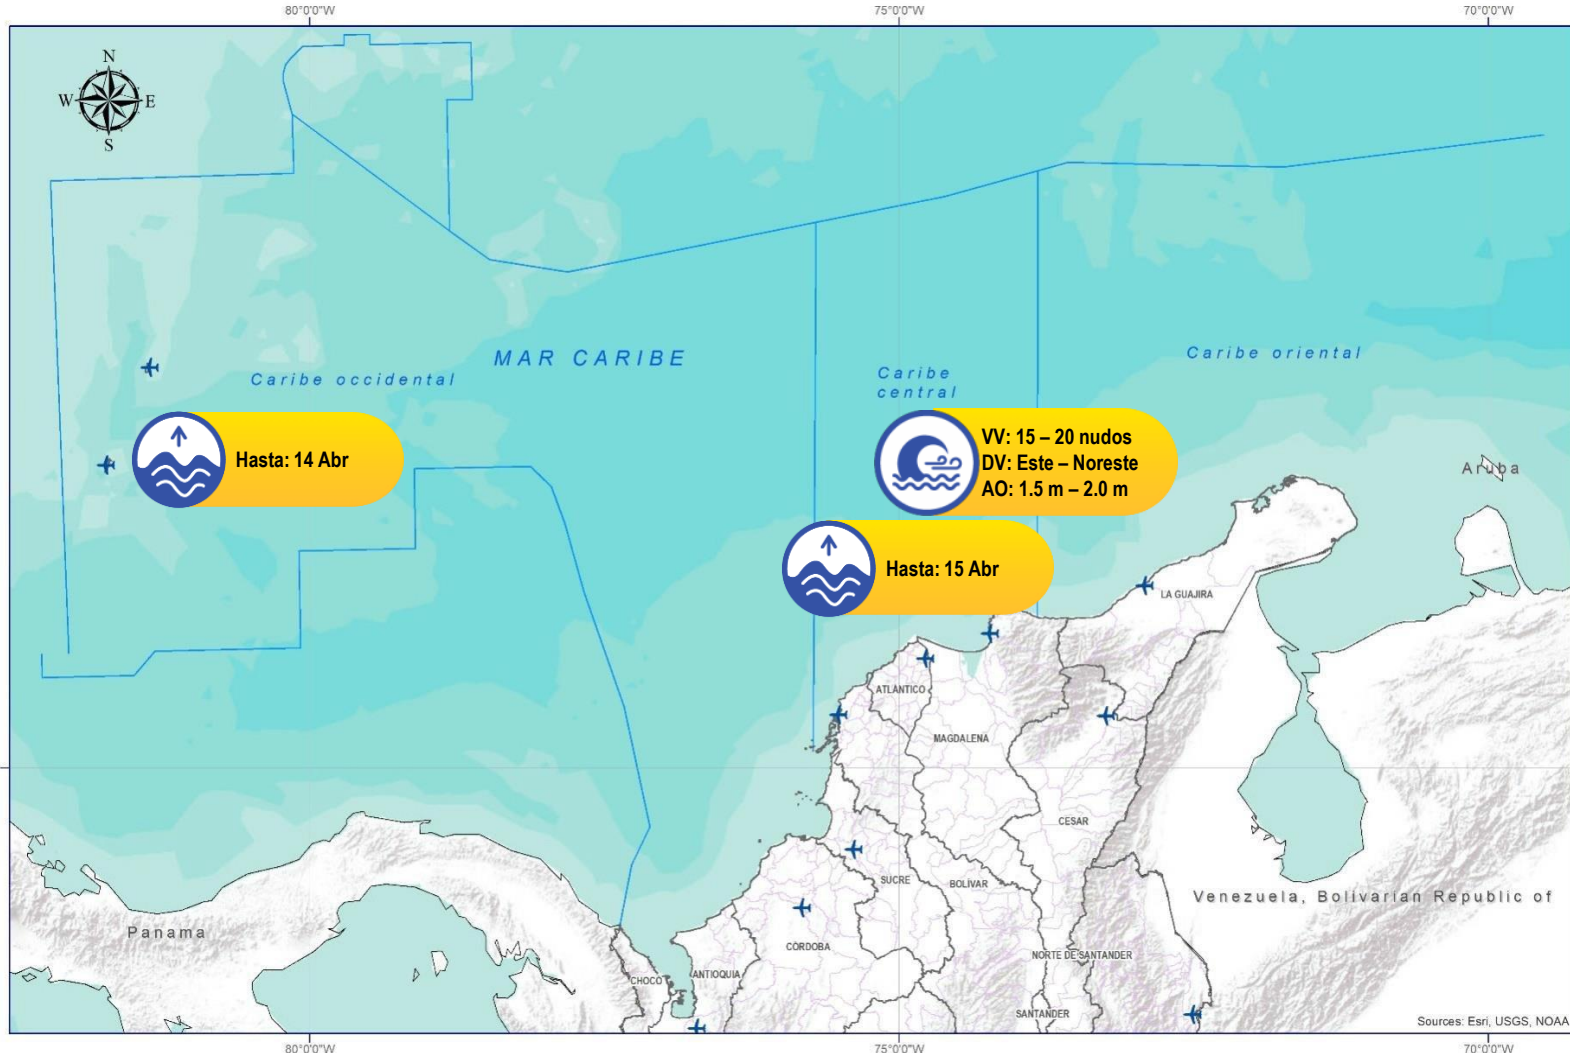 80°0'0"W
75°0'0"W
70°0'0"W
N
W
E
S
MAR CARIBE
Caribe occidental
Caribe
central
Caribe oriental
Hasta: 14 Abr
VV: 15 – 20 nudos
DV: Este – Noreste
AO: 1.5 m – 2.0 m
Aruba
Hasta: 15 Abr
LA GUAJIRA
ATLANTICO
MAGDALENA
CESAR
SUCRE
BOLIVAR
Venezuela, Bolivarian Republic of
Panama
CORDOBA
NORTE DE SANTANDER
ANTIOQUIA
CHOCO
SANTANDER
Sources: Esri, USGS, NOAA
80°0'0"W
75°0'0"W
70°0'0"W